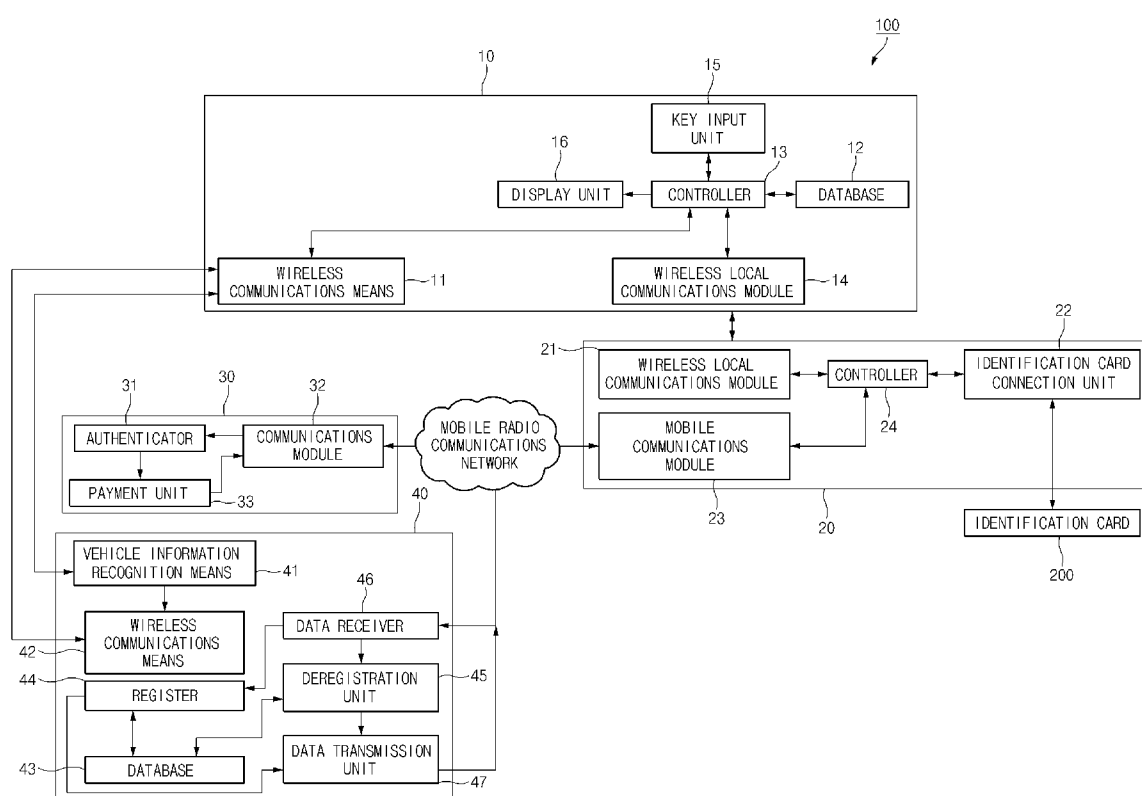 100
10
15
KEY INPUT
UNIT
16
13
12
DISPLAY UNIT
CONTROLLER
DATABASE
WIRELESS
COMMUNICATIONS MEANS
11
WIRELESS LOCAL
COMMUNICATIONS MODULE
14
22
21
WIRELESS LOCAL
COMMUNICATIONS MODULE
CONTROLLER
24
IDENTIFICATION CARD
CONNECTION UNIT
31
30
32
AUTHENTICATOR
COMMUNICATIONS
MODULE
PAYMENT UNIT
33
MOBILE RADIO
COMMUNICATIONS
NETWORK
MOBILE
COMMUNICATIONS
MODULE
23
20
IDENTIFICATION CARD
200
40
VEHICLE INFORMATION
RECOGNITION MEANS
41
WIRELESS
COMMUNICATIONS
MEANS
42
46
DATA RECEIVER
44
REGISTER
DEREGISTRATION
UNIT
45
43
DATABASE
DATA TRANSMISSION
UNIT
47